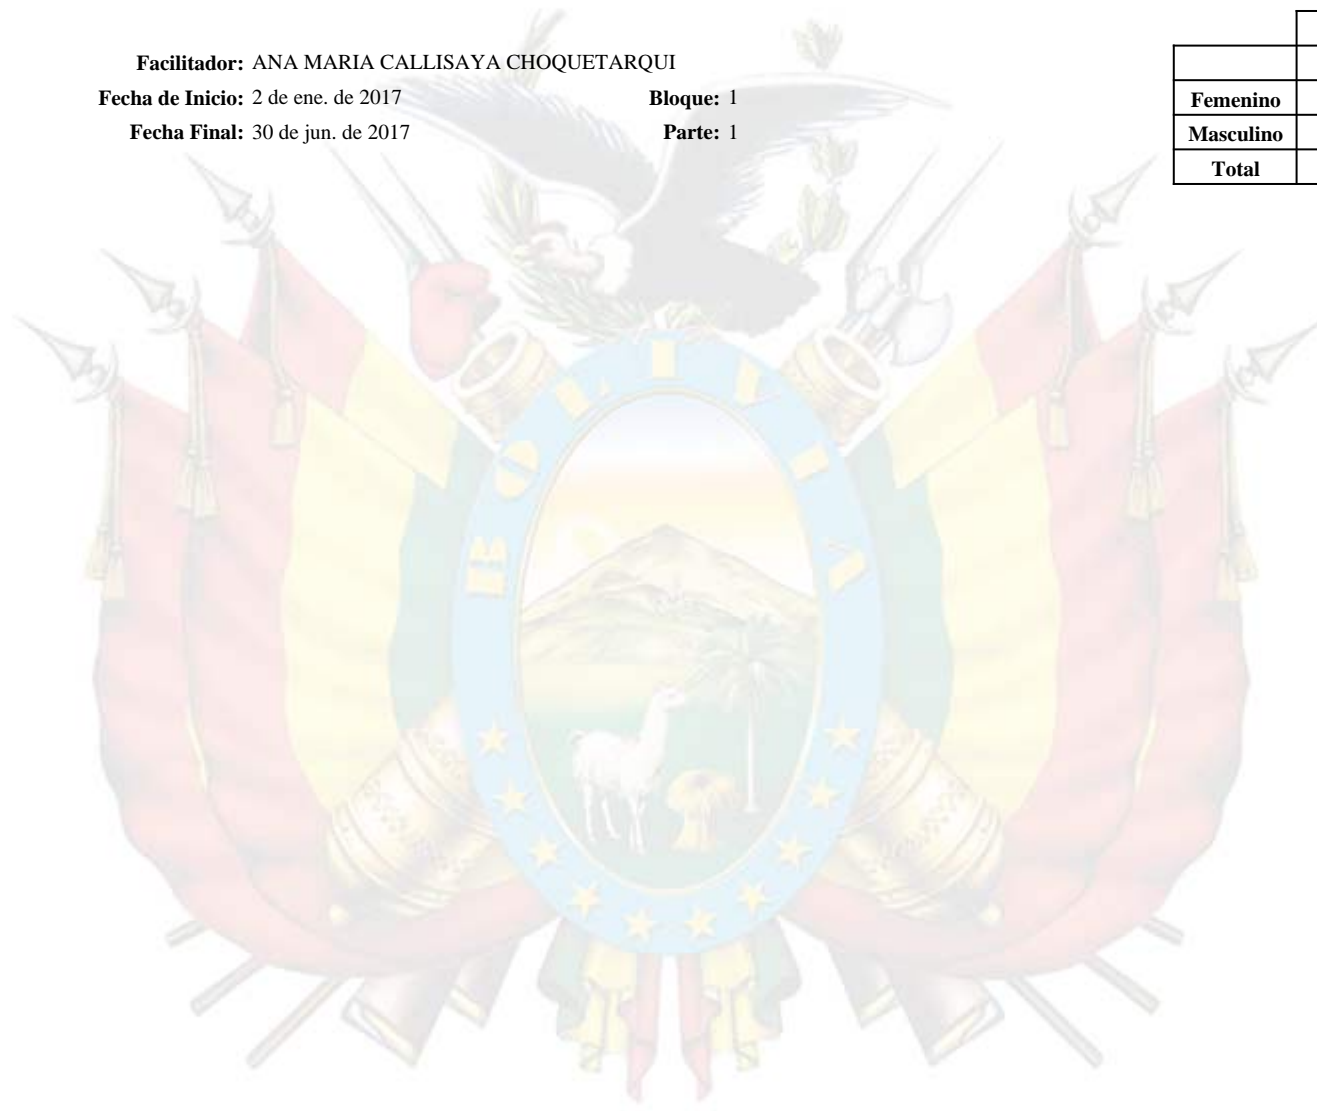 Facilitador: ANA MARIA CALLISAYA CHOQUETARQUI
Fecha de Inicio: 2 de ene. de 2017 Bloque: 1
Fecha Final: 30 de jun. de 2017 Parte: 1
Femenino
Masculino
Total
BOLIVIA